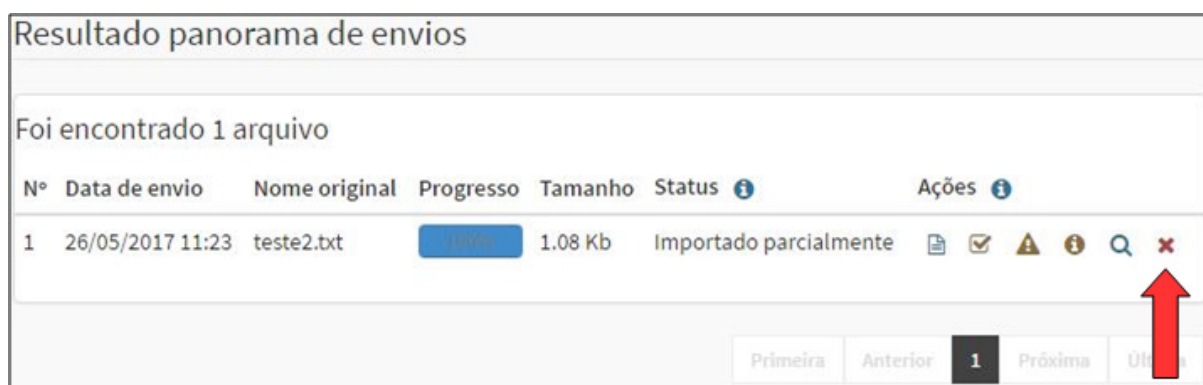 Resultado panorama de envios
Foi encontrado 1 arquivo
Nº Data de envio Nome original Progresso Tamanho Status Ações
1 26/05/2017 11:23 teste2.txt 100% 1.08 Kb Importado parcialmente
Primeira Anterior 1 Próxima